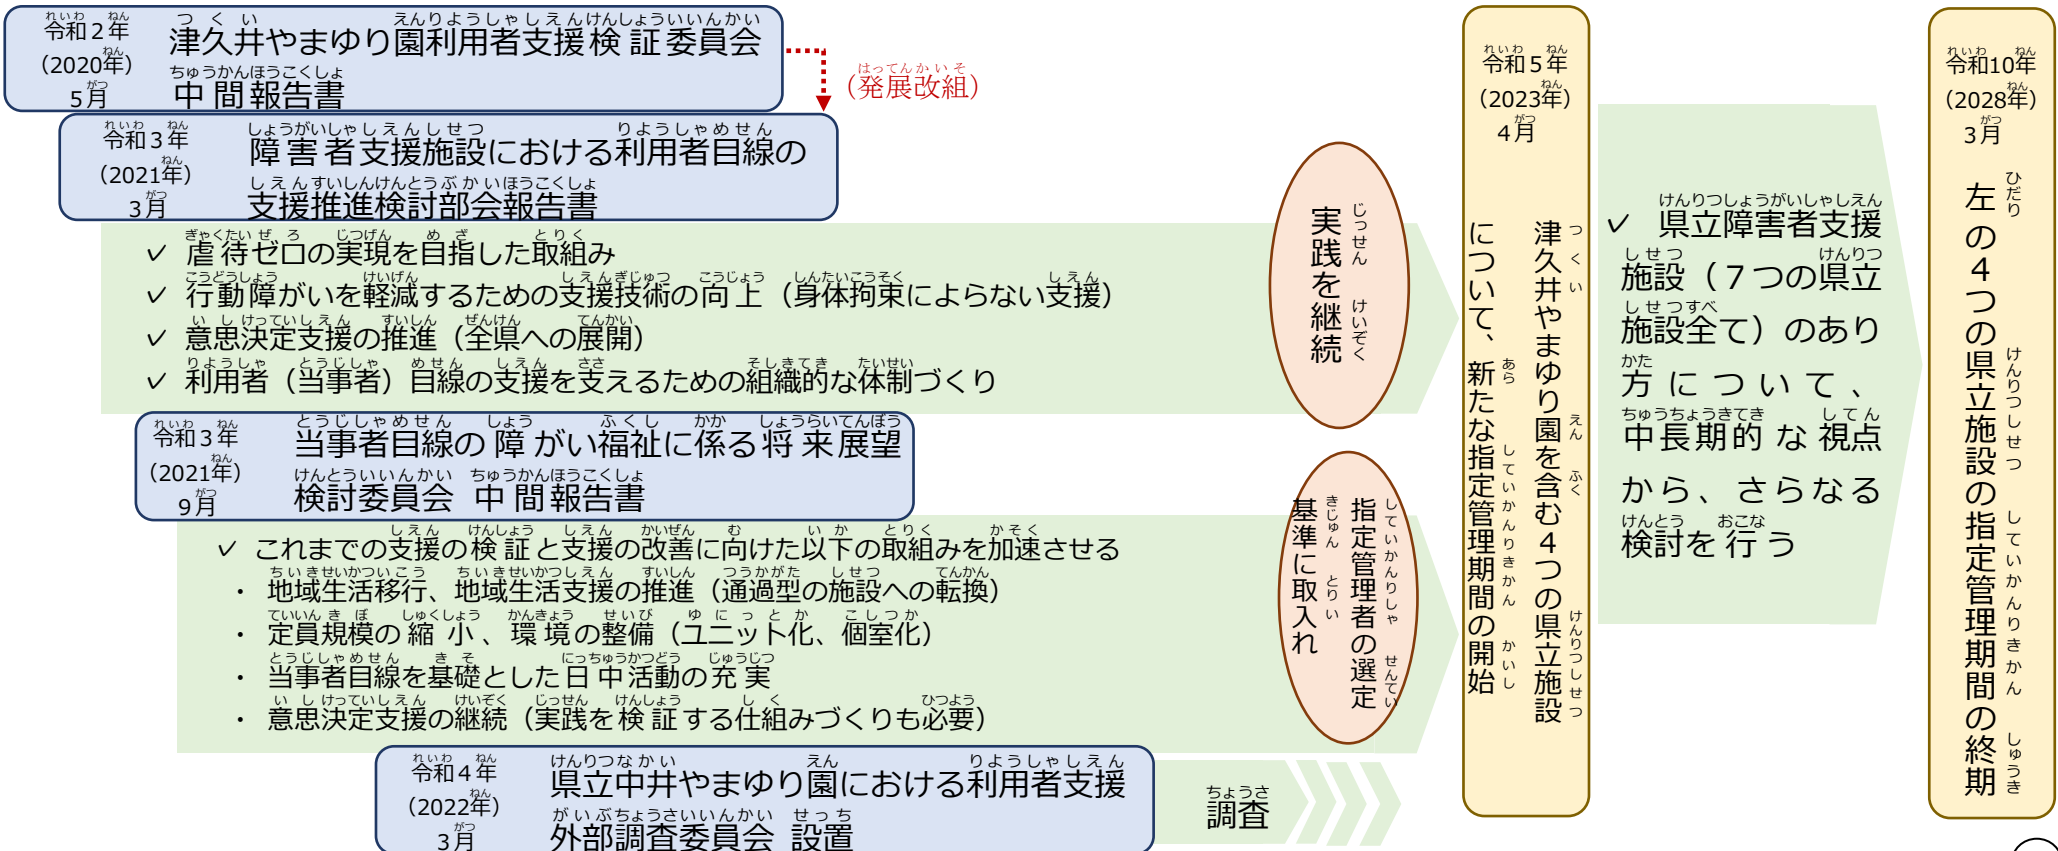 令和２年
（2020年）
５月
津久井やまゆり園利用者支援検証委員会
中間報告書
（発展改組）
令和３年
（2021年）
３月
障害者支援施設における利用者目線の
支援推進検討部会報告書
✓ 虐待ゼロの実現を目指した取組み
✓ 行動障がいを軽減するための支援技術の向上（身体拘束によらない支援）
✓ 意思決定支援の推進（全県への展開）
✓ 利用者（当事者）目線の支援を支えるための組織的な体制づくり
実践を継続
令和３年
（2021年）
９月
当事者目線の障がい福祉に係る将来展望
検討委員会 中間報告書
✓ これまでの支援の検証と支援の改善に向けた以下の取組みを加速させる
・ 地域生活移行、地域生活支援の推進（通過型の施設への転換）
・ 定員規模の縮小、環境の整備（ユニット化、個室化）
・ 当事者目線を基礎とした日中活動の充実
・ 意思決定支援の継続（実践を検証する仕組みづくりも必要）
指定管理者の選定
基準に取入れ
令和４年
（2022年）
３月
県立中井やまゆり園における利用者支援
外部調査委員会 設置
調査
令和５年
（2023年）
４月
津久井やまゆり園を含む４つの県立施設
について、新たな指定管理期間の開始
✓ 県立障害者支援
施設（７つの県立
施設全て）のあり
方について、
中長期的な視点
から、さらなる
検討を行う
令和10年
（2028年）
３月
左の４つの県立施設の指定管理期間の終期